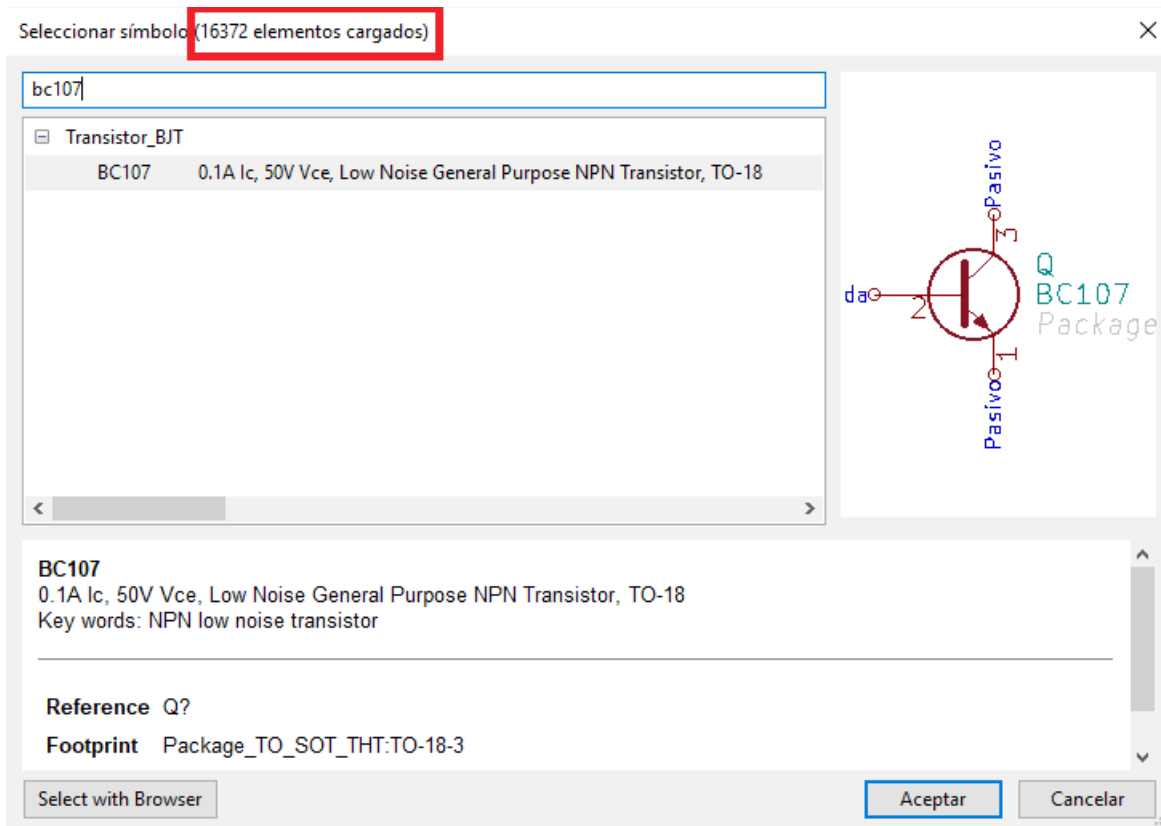 Seleccionar símbolo (16372 elementos cargados)
bc107
Transistor_BJT
BC107 0.1A Ic, 50V Vce, Low Noise General Purpose NPN Transistor, TO-18
Pasivo
3
Q
BC107
Package
da
2
1
Pasivo
BC107
0.1A Ic, 50V Vce, Low Noise General Purpose NPN Transistor, TO-18
Key words: NPN low noise transistor
Reference Q?
Footprint Package_TO_SOT_THT:TO-18-3
Select with Browser
Aceptar
Cancelar